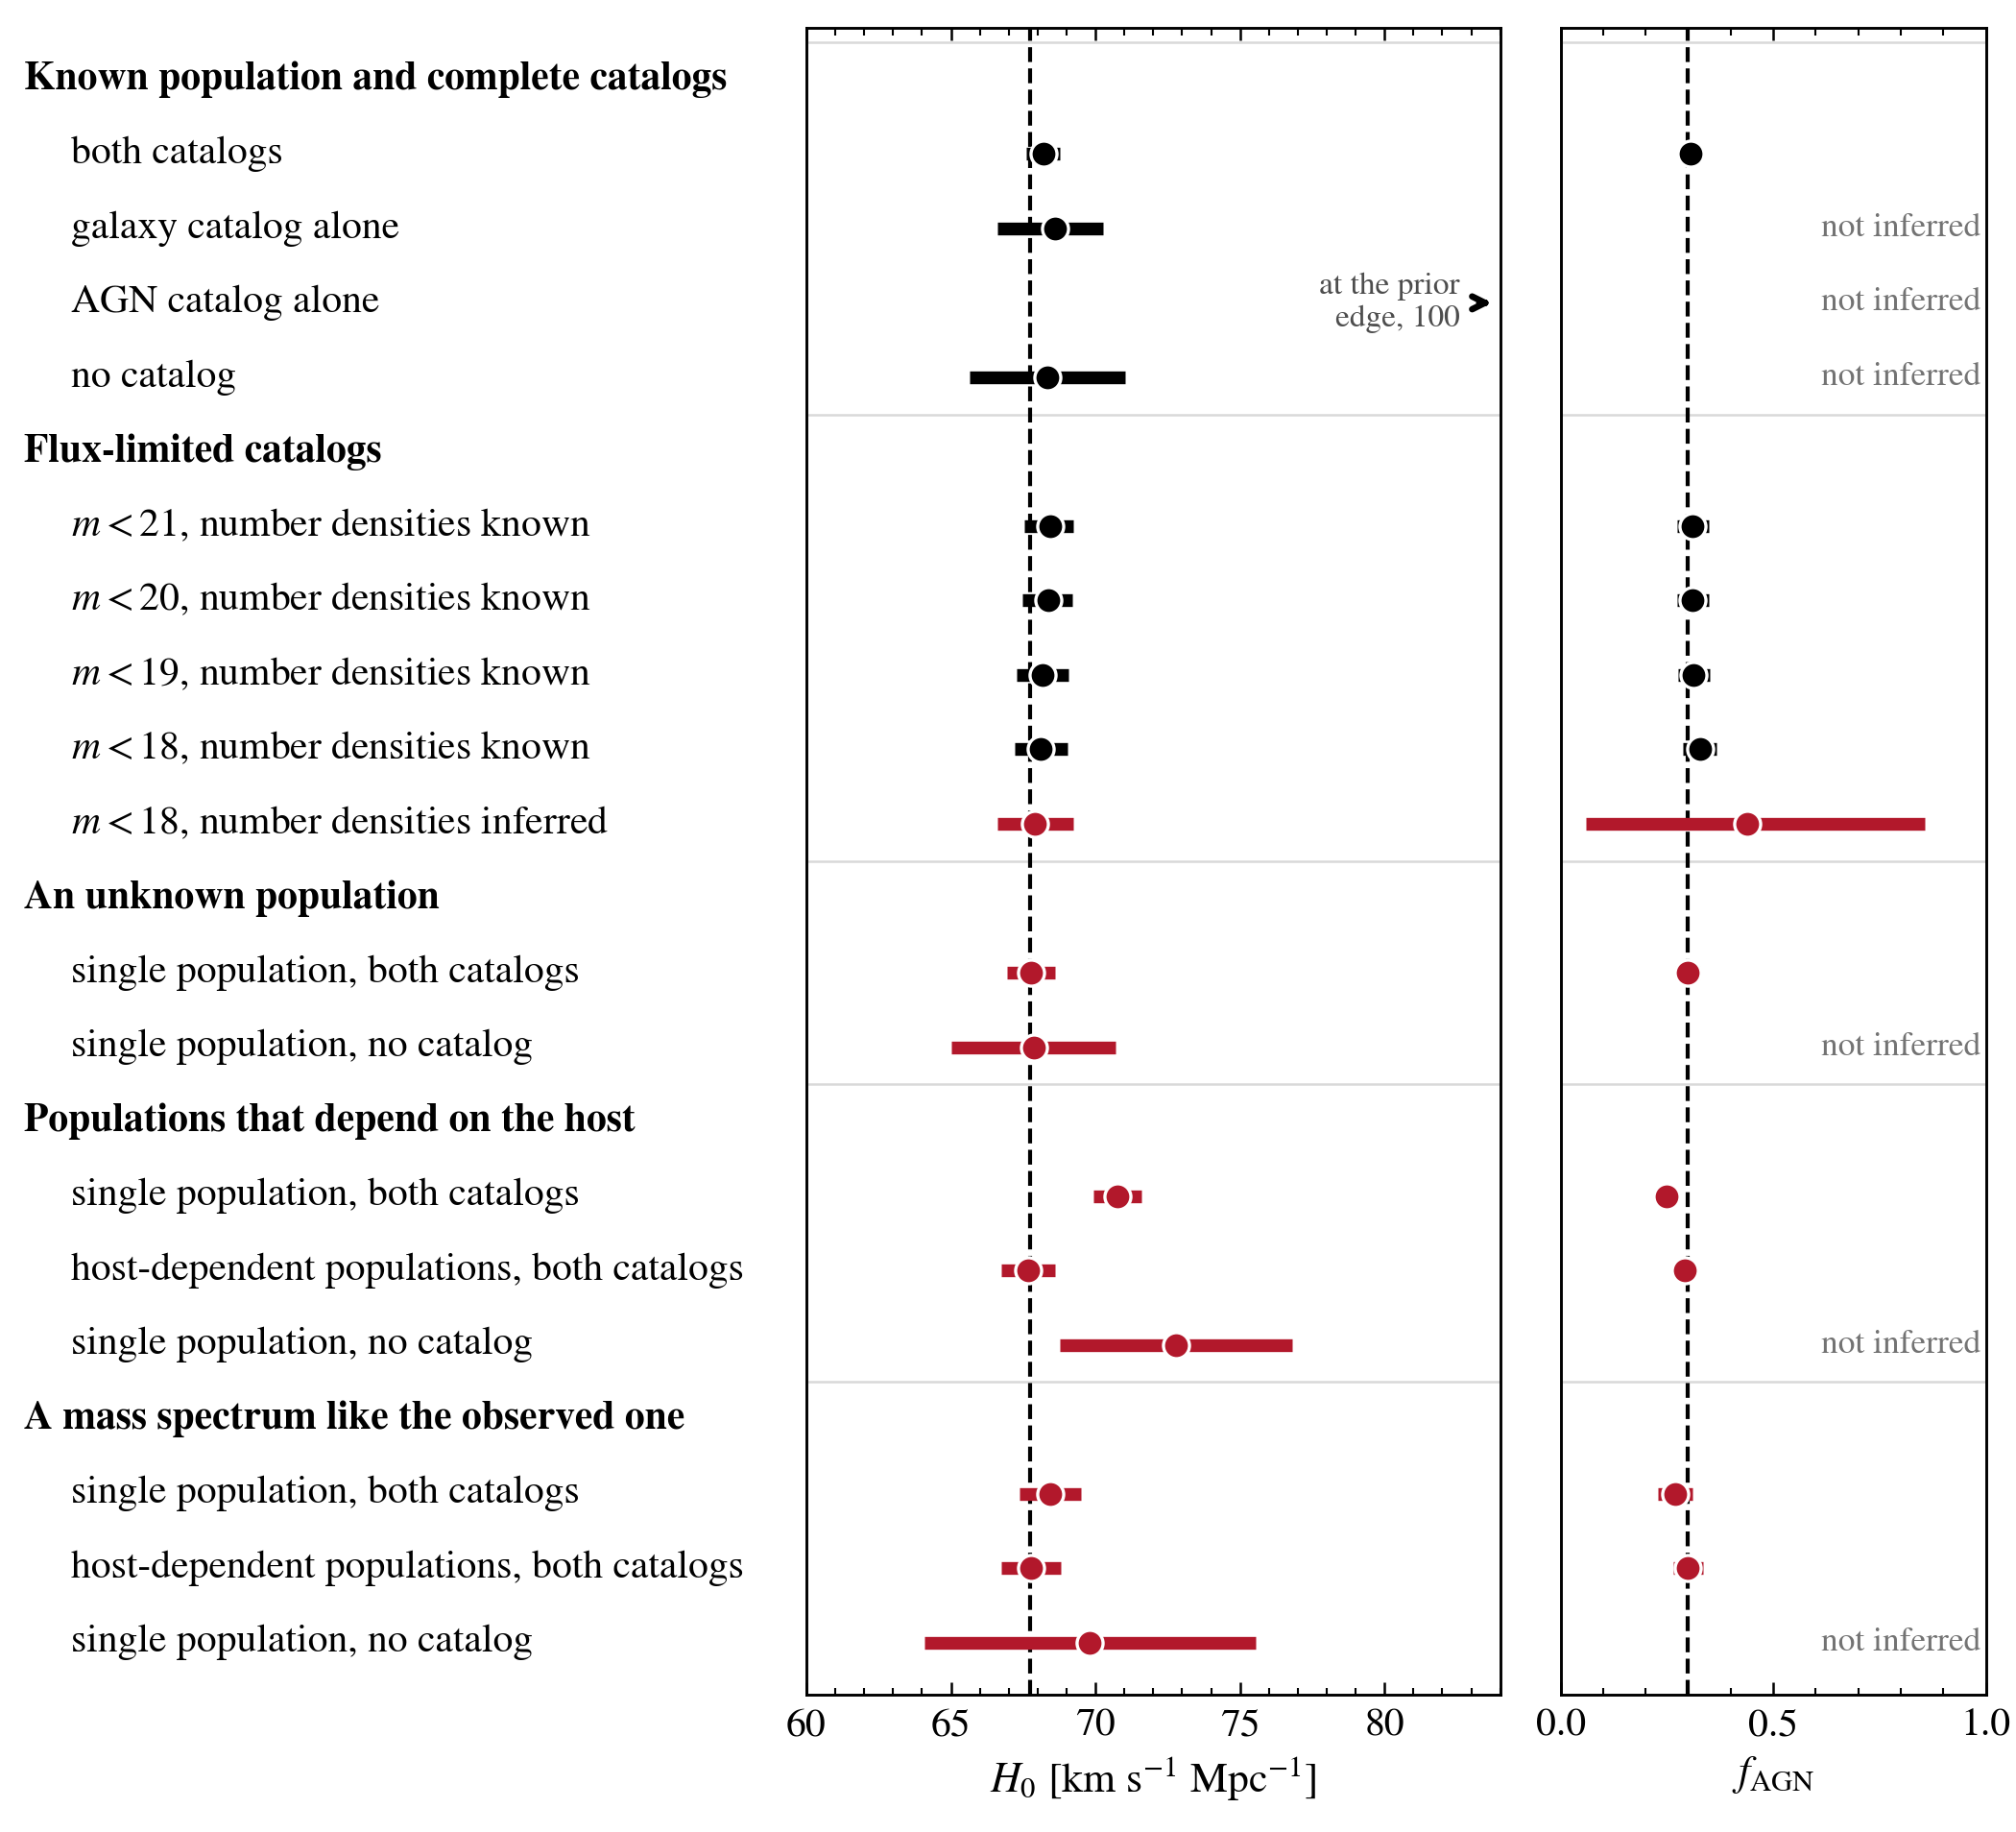 Known population and complete catalogs
both catalogs
galaxy catalog alone
not inferred
AGN catalog alone
at the prior
edge, 100
not inferred
no catalog
not inferred
Flux-limited catalogs
m < 21, number densities known
m < 20, number densities known
m < 19, number densities known
m < 18, number densities known
m < 18, number densities inferred
An unknown population
single population, both catalogs
single population, no catalog
not inferred
Populations that depend on the host
single population, both catalogs
host-dependent populations, both catalogs
single population, no catalog
not inferred
A mass spectrum like the observed one
single population, both catalogs
host-dependent populations, both catalogs
single population, no catalog
not inferred
60 65 70 75 80
0.0 0.5 1.0
H₀ [km s⁻¹ Mpc⁻¹]
f_AGN